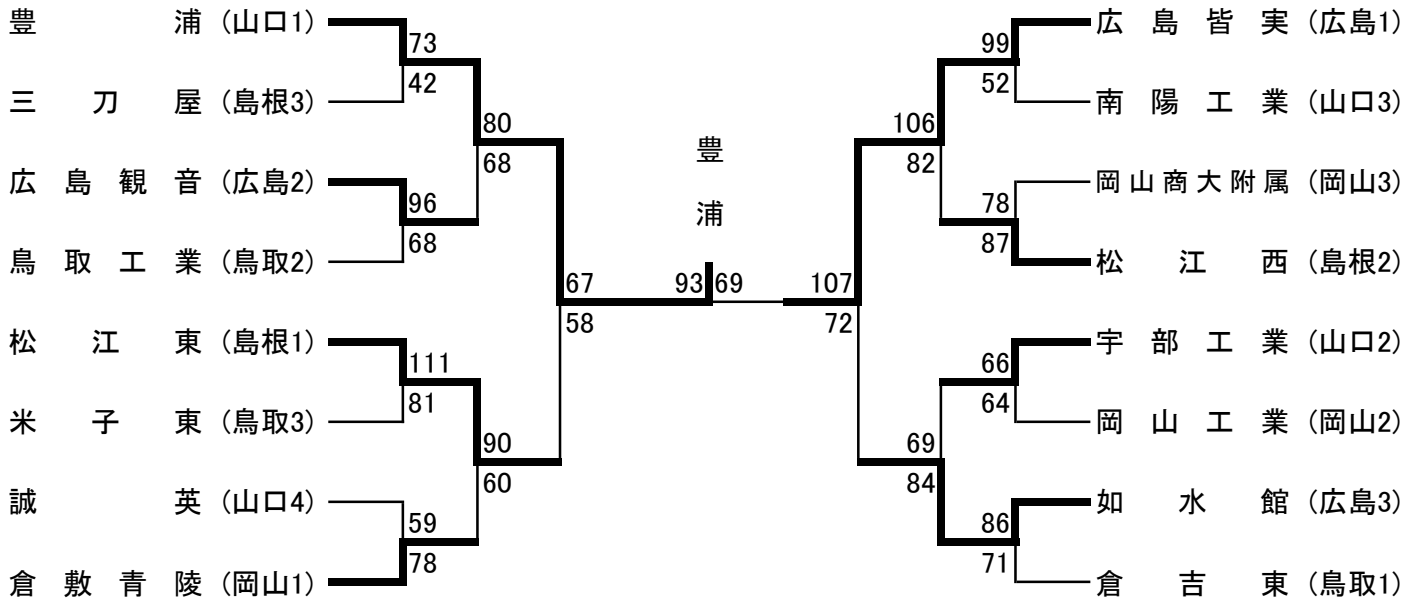 豊浦 (山口1)
73
42
三刀屋 (島根3)
80
68
広島観音 (広島2)
96
68
鳥取工業 (鳥取2)
67
58
松江東 (島根1)
111
81
米子東 (鳥取3)
90
60
誠英 (山口4)
59
78
倉敷青陵 (岡山1)
豊浦
93 69
広島皆実 (広島1)
99
52
南陽工業 (山口3)
106
82
岡山商大附属 (岡山3)
78
87
松江西 (島根2)
107
72
宇部工業 (山口2)
66
64
岡山工業 (岡山2)
69
84
如水館 (広島3)
86
71
倉吉東 (鳥取1)